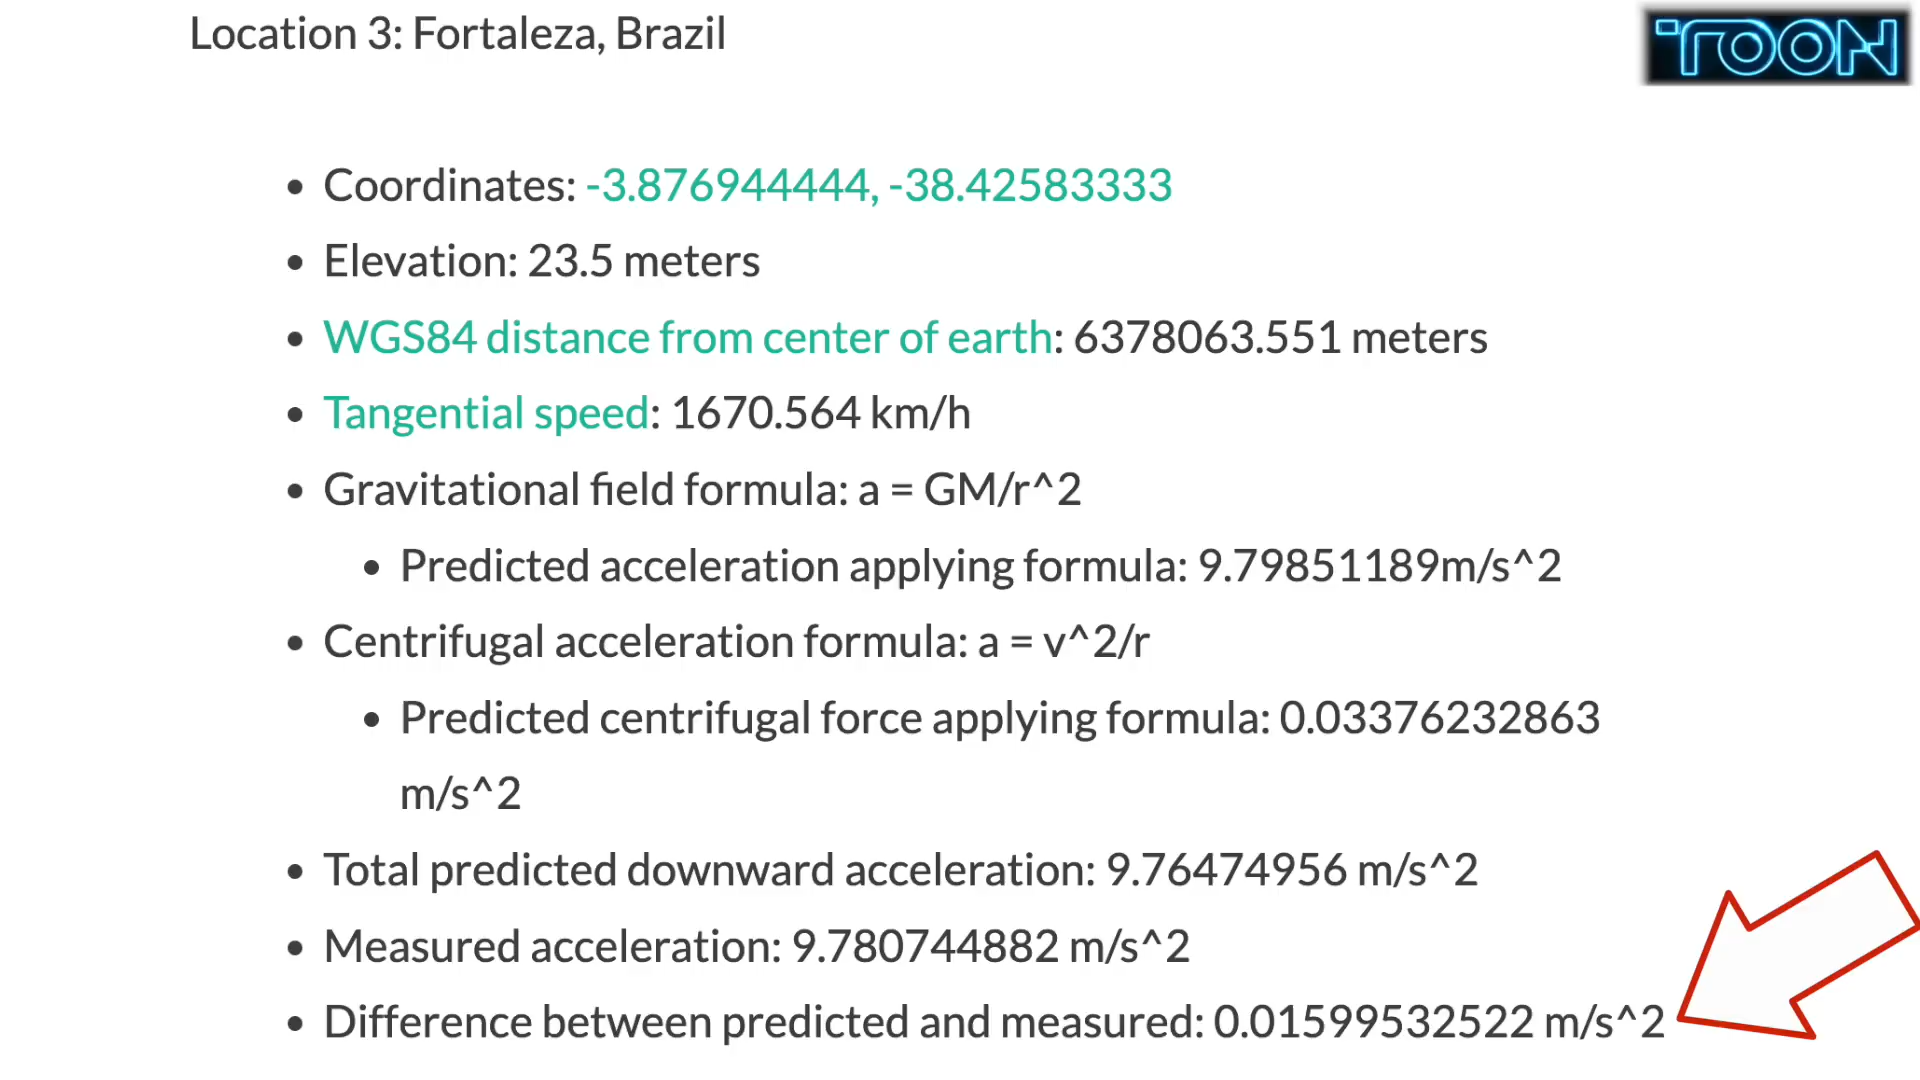 Location 3: Fortaleza, Brazil
TOON
Coordinates: -3.876944444, -38.42583333
Elevation: 23.5 meters
WGS84 distance from center of earth: 6378063.551 meters
Tangential speed: 1670.564 km/h
Gravitational field formula: a = GM/r^2
Predicted acceleration applying formula: 9.79851189m/s^2
Centrifugal acceleration formula: a = v^2/r
Predicted centrifugal force applying formula: 0.03376232863
m/s^2
Total predicted downward acceleration: 9.76474956 m/s^2
Measured acceleration: 9.780744882 m/s^2
Difference between predicted and measured: 0.01599532522 m/s^2